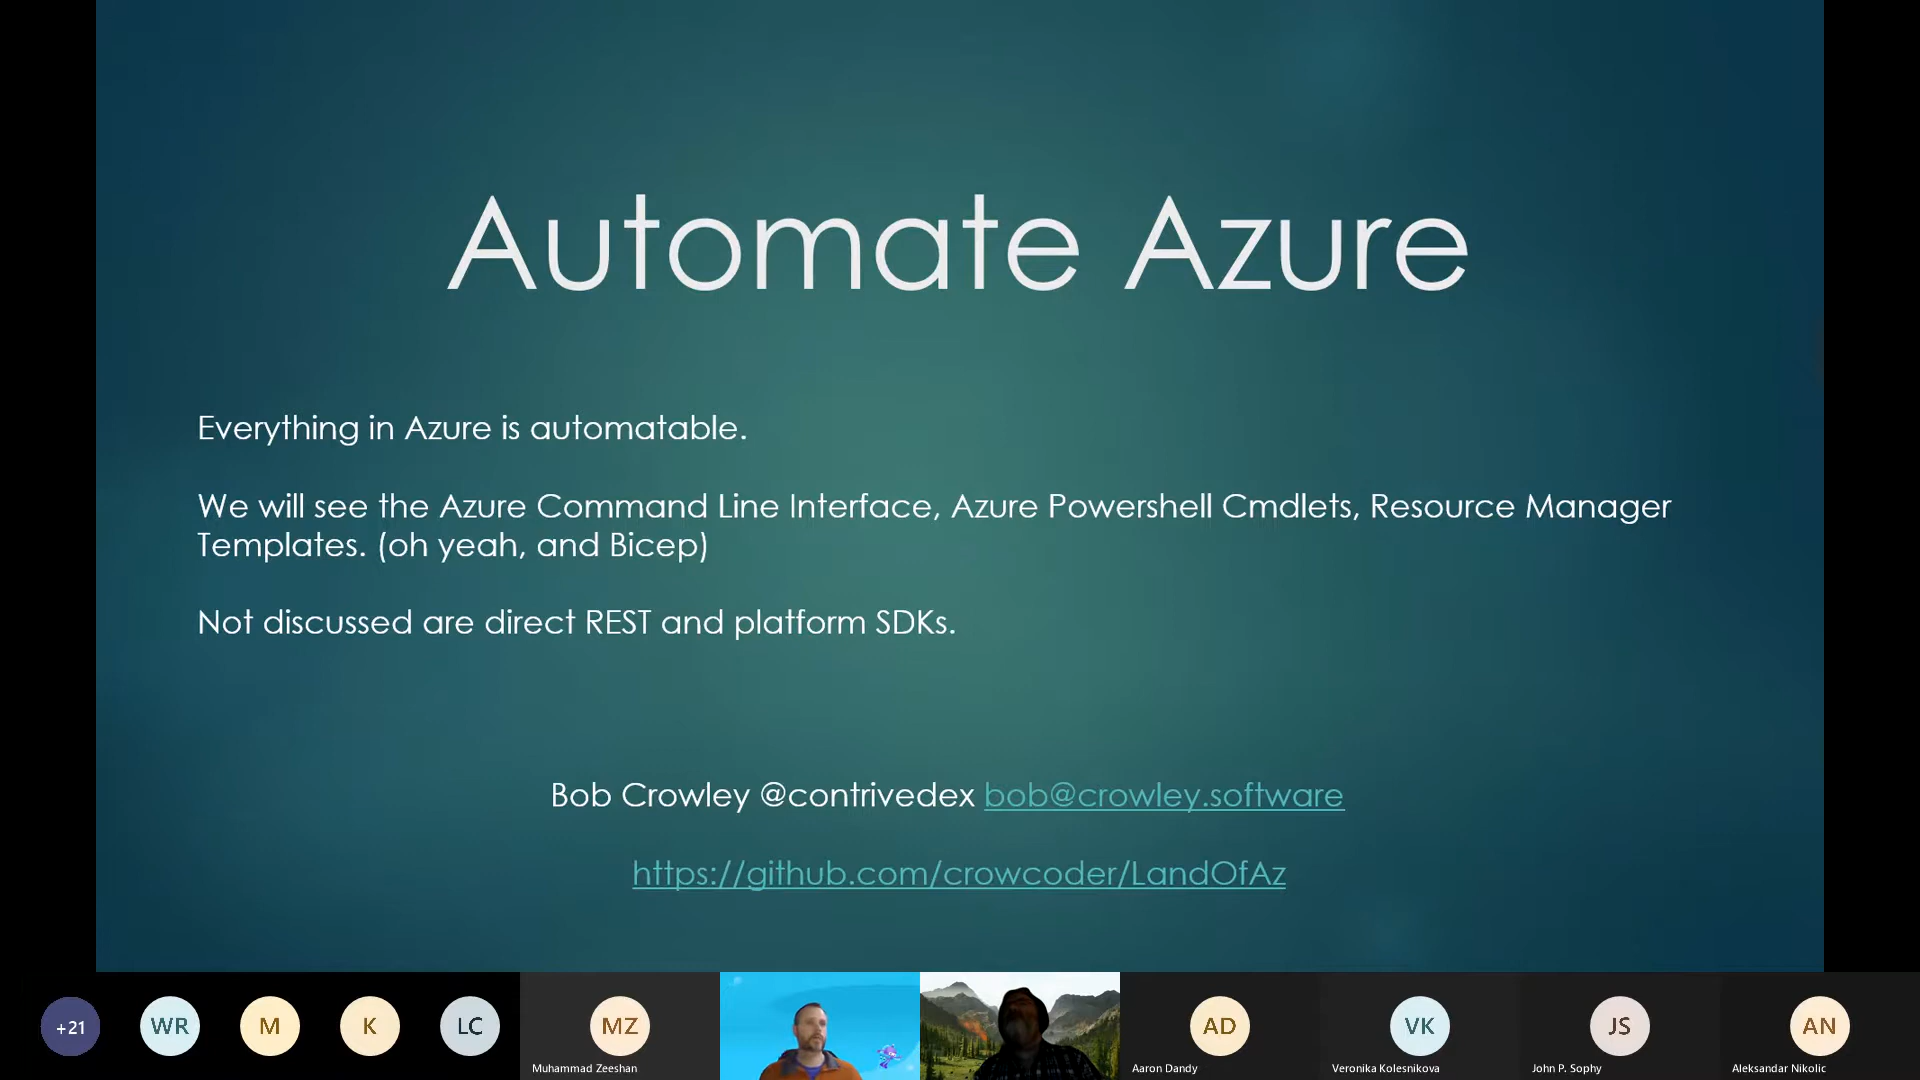 Automate Azure
Everything in Azure is automatable.
We will see the Azure Command Line Interface, Azure Powershell Cmdlets, Resource Manager
Templates. (oh yeah, and Bicep)
Not discussed are direct REST and platform SDKs.
Bob Crowley @contrivedex bob@crowley.software
https://github.com/crowcoder/LandOfAz
+21
WR
M
K
LC
MZ
AD
VK
JS
AN
Muhammad Zeeshan
Aaron Dandy
Veronika Kolesnikova
John P. Sophy
Aleksandar Nikolic